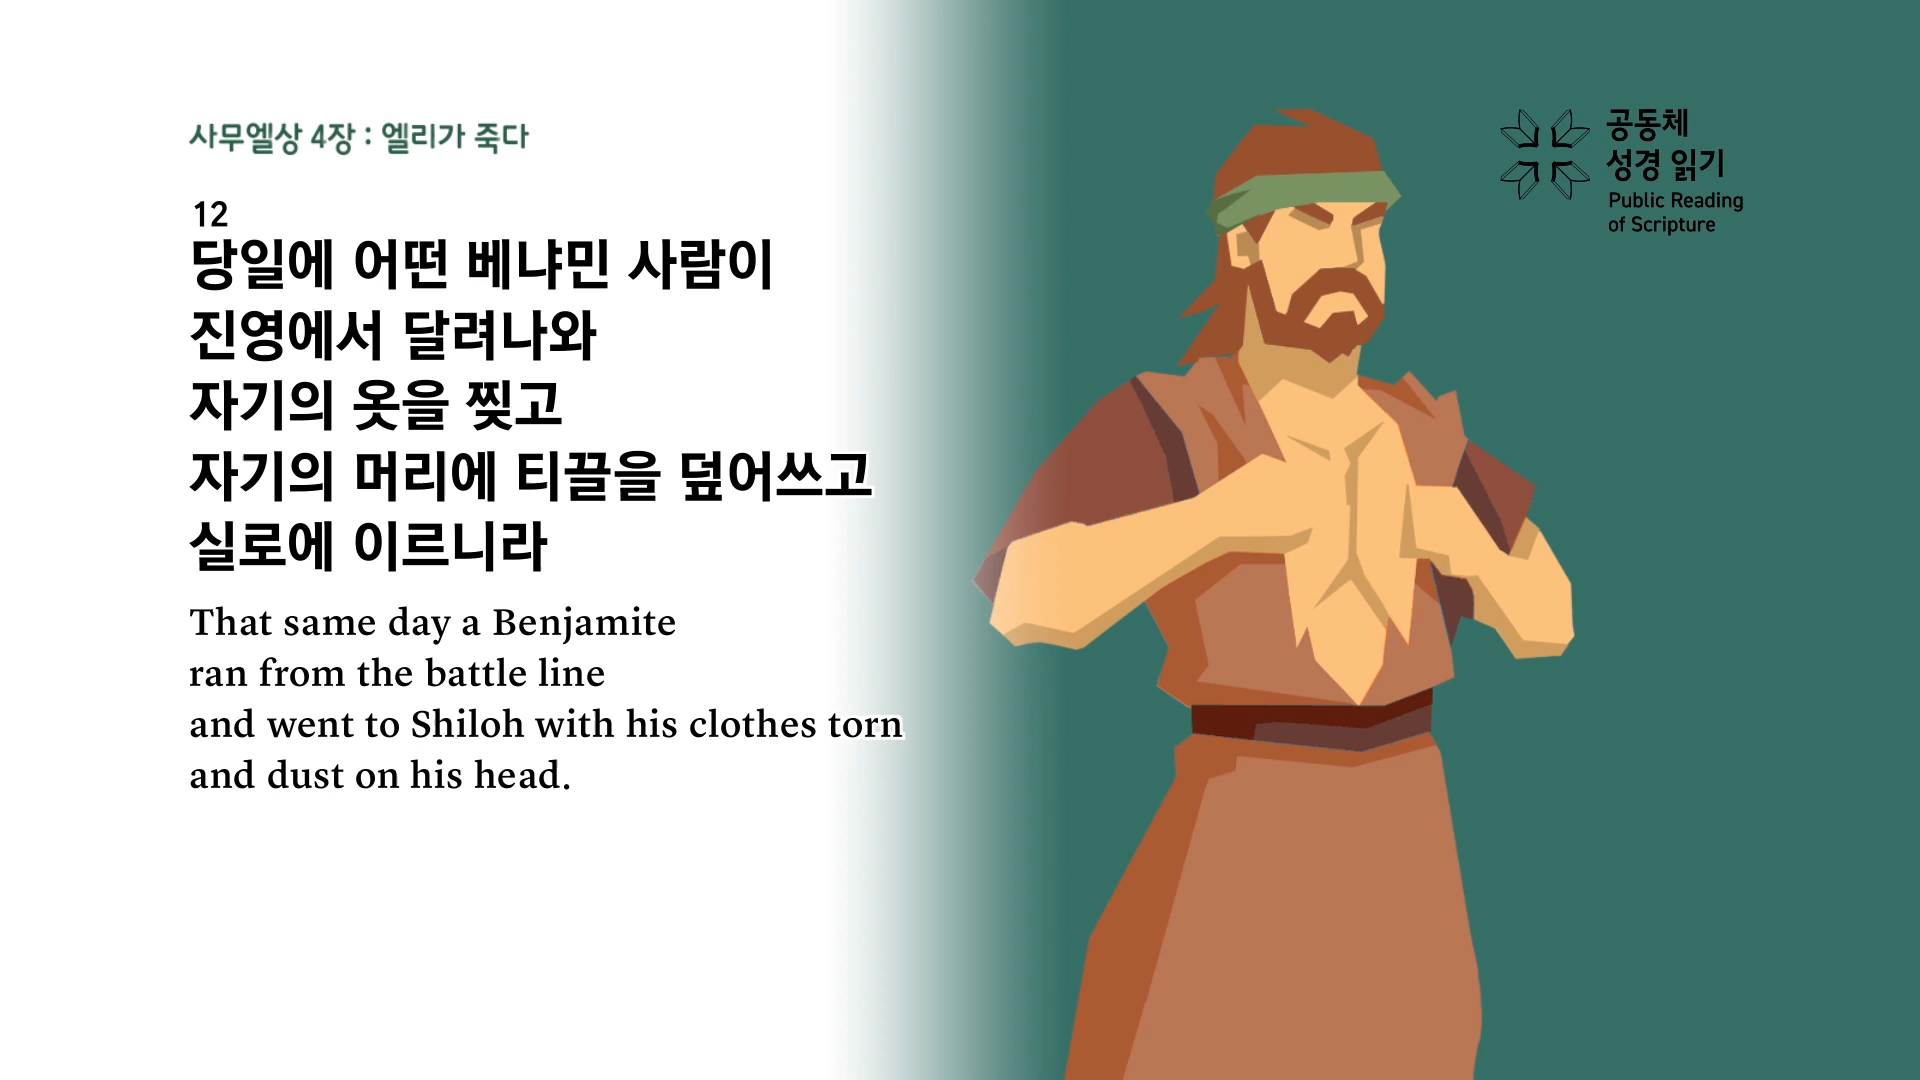 사무엘상 4장 : 엘리가 죽다
12
당일에 어떤 베냐민 사람이
진영에서 달려나와
자기의 옷을 찢고
자기의 머리에 티끌을 덮어쓰고
실로에 이르니라
That same day a Benjamite
ran from the battle line
and went to Shiloh with his clothes torn
and dust on his head.
공동체
성경 읽기
Public Reading
of Scripture